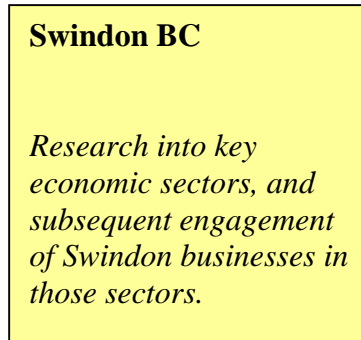 Swindon BC
Research into key
economic sectors, and
subsequent engagement
of Swindon businesses in
those sectors.